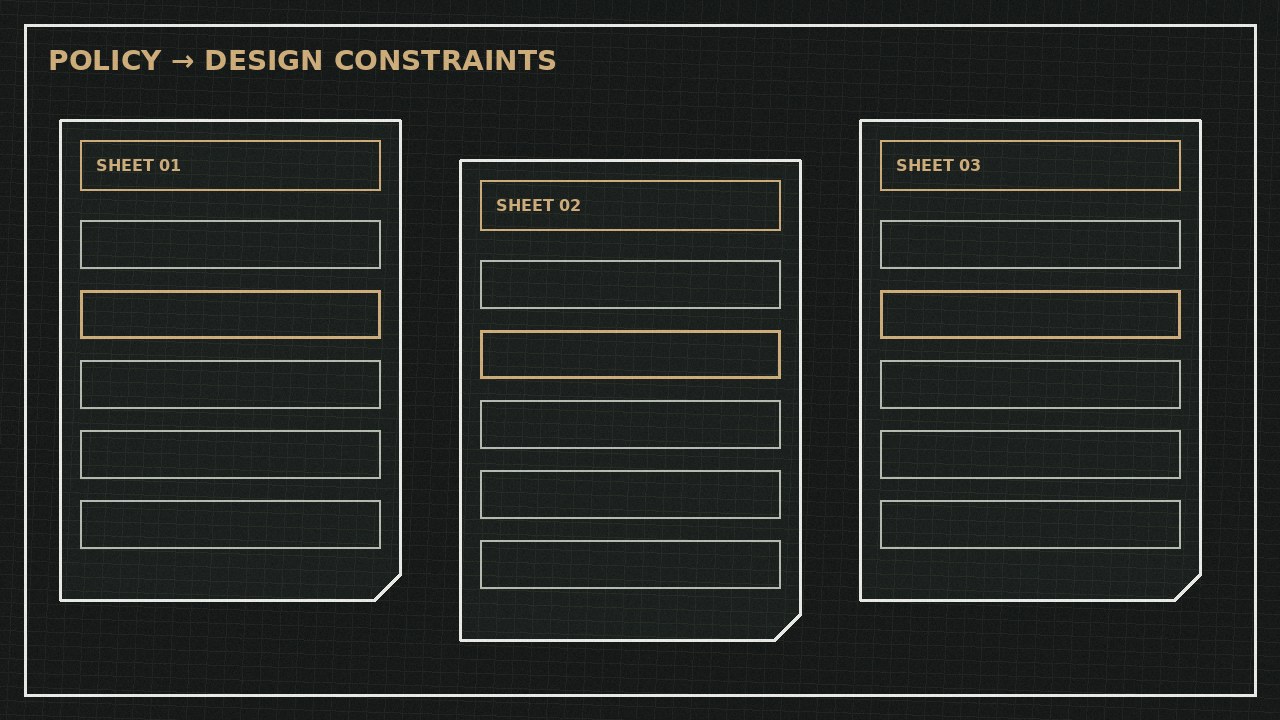 POLICY → DESIGN CONSTRAINTS
SHEET 01
SHEET 02
SHEET 03